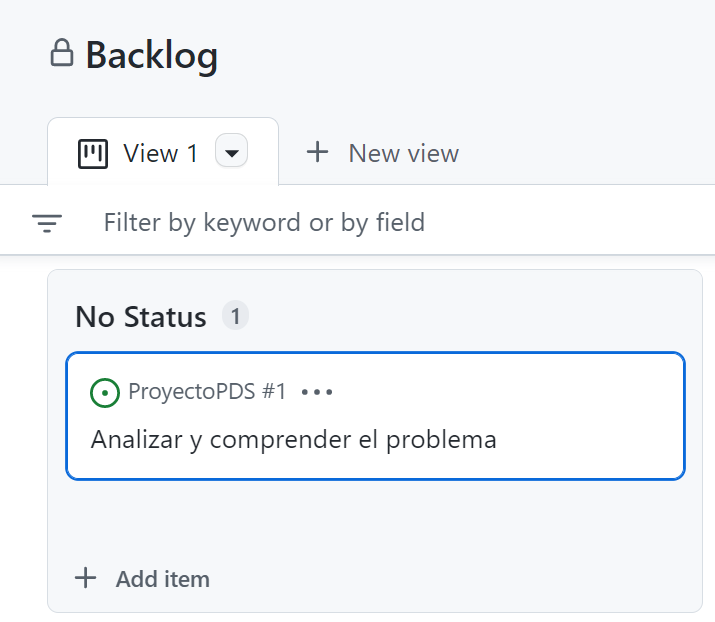 Backlog
View 1
New view
Filter by keyword or by field
No Status 1
ProyectoPDS #1
Analizar y comprender el problema
Add item